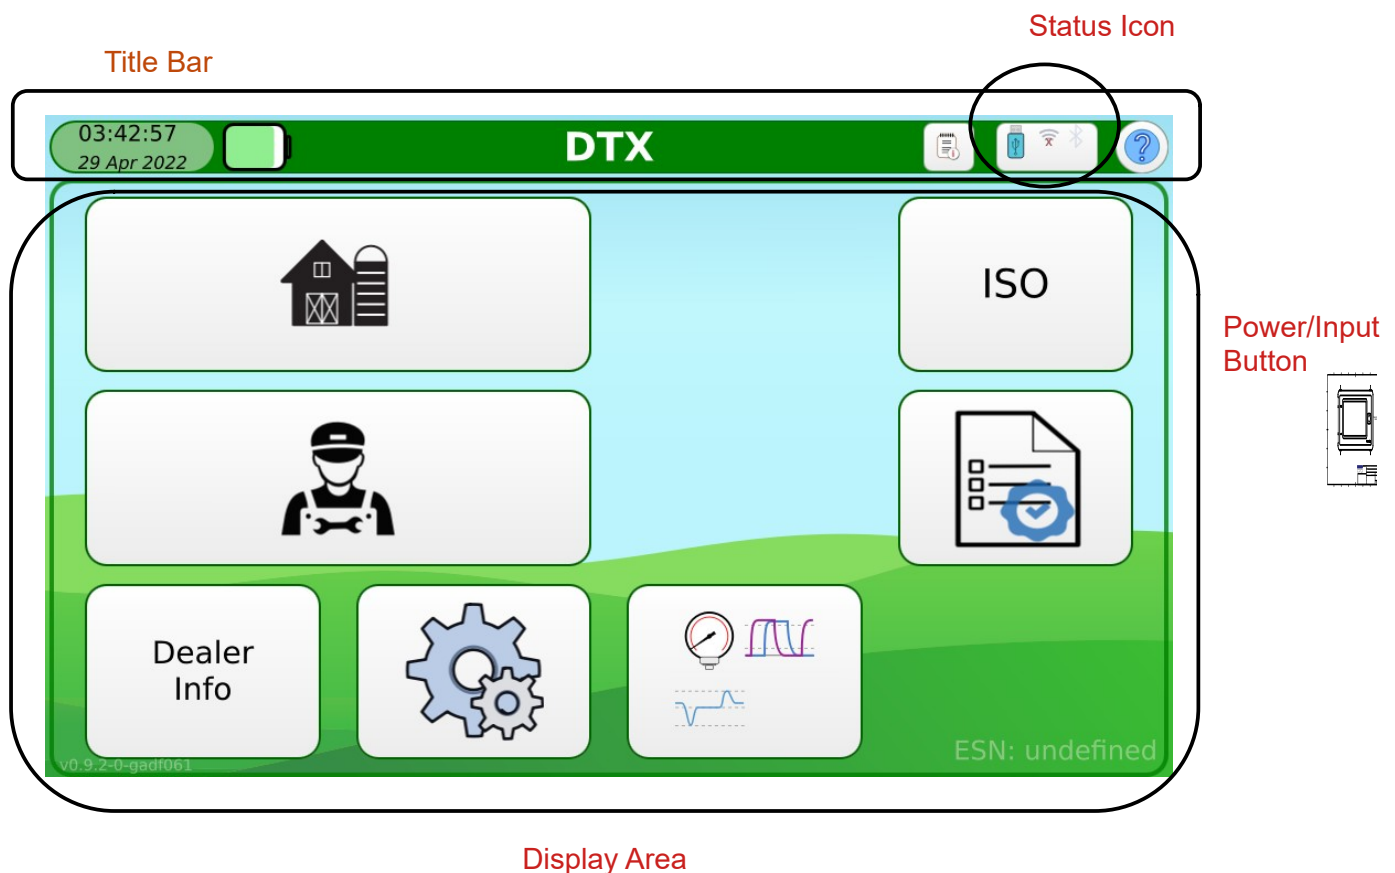 Status Icon
Title Bar
03:42:57
29 Apr 2022
DTX
?
ISO
Power/Input
Button
Dealer
Info
v0.9.2-0-gadf061
ESN: undefined
Display Area